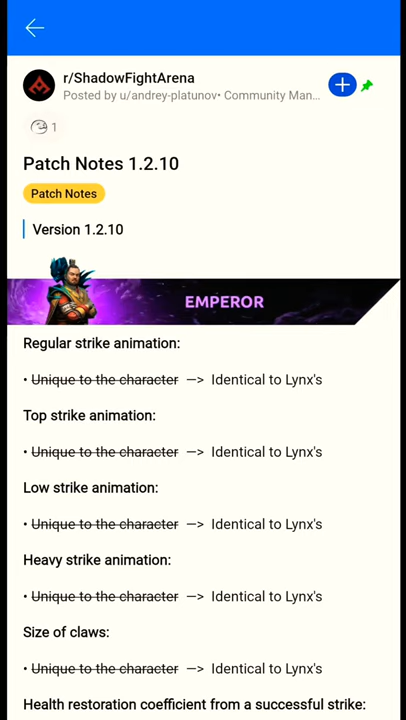 r/ShadowFightArena
Posted by u/andrey-platunov• Community Man...
1
Patch Notes 1.2.10
Patch Notes
Version 1.2.10
EMPEROR
Regular strike animation:
• Unique to the character —> Identical to Lynx's
Top strike animation:
• Unique to the character —> Identical to Lynx's
Low strike animation:
• Unique to the character —> Identical to Lynx's
Heavy strike animation:
• Unique to the character —> Identical to Lynx's
Size of claws:
• Unique to the character —> Identical to Lynx's
Health restoration coefficient from a successful strike: